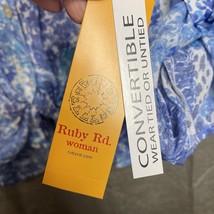 Ruby Rd.
woman
CONVERTIBLE
WEAR TIED OR UNTIED